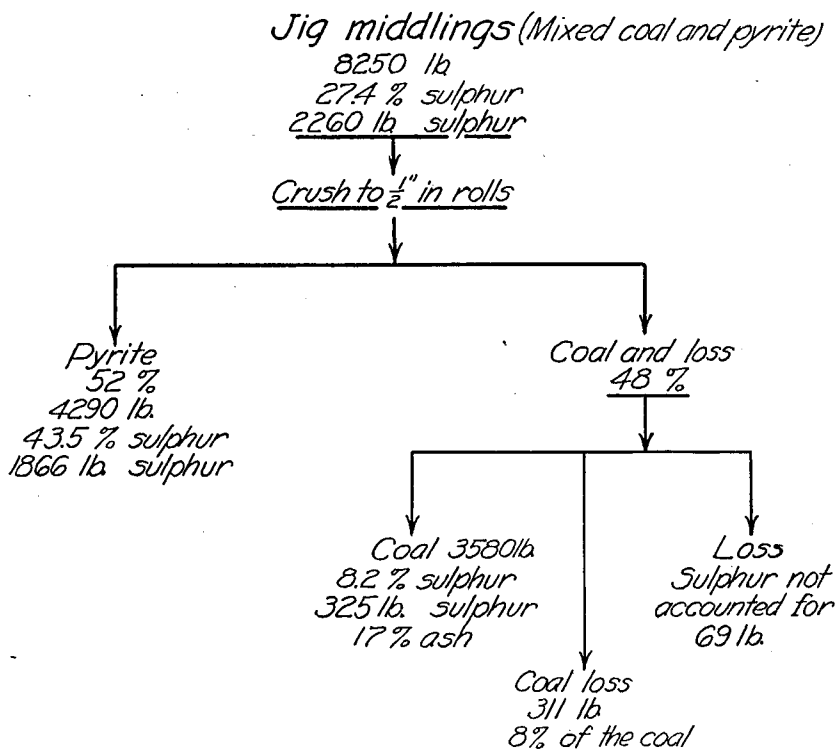 Jig middlings (Mixed coal and pyrite)
8250 lb.
27.4 % sulphur
2260 lb. sulphur
Crush to 1/2" in rolls
Pyrite
52 %
4290 lb.
43.5 % sulphur
1866 lb. sulphur
Coal and loss
48 %
Coal 3580 lb.
8.2 % sulphur
325 lb. sulphur
17 % ash
Loss
Sulphur not
accounted for
69 lb.
Coal loss
311 lb.
8% of the coal